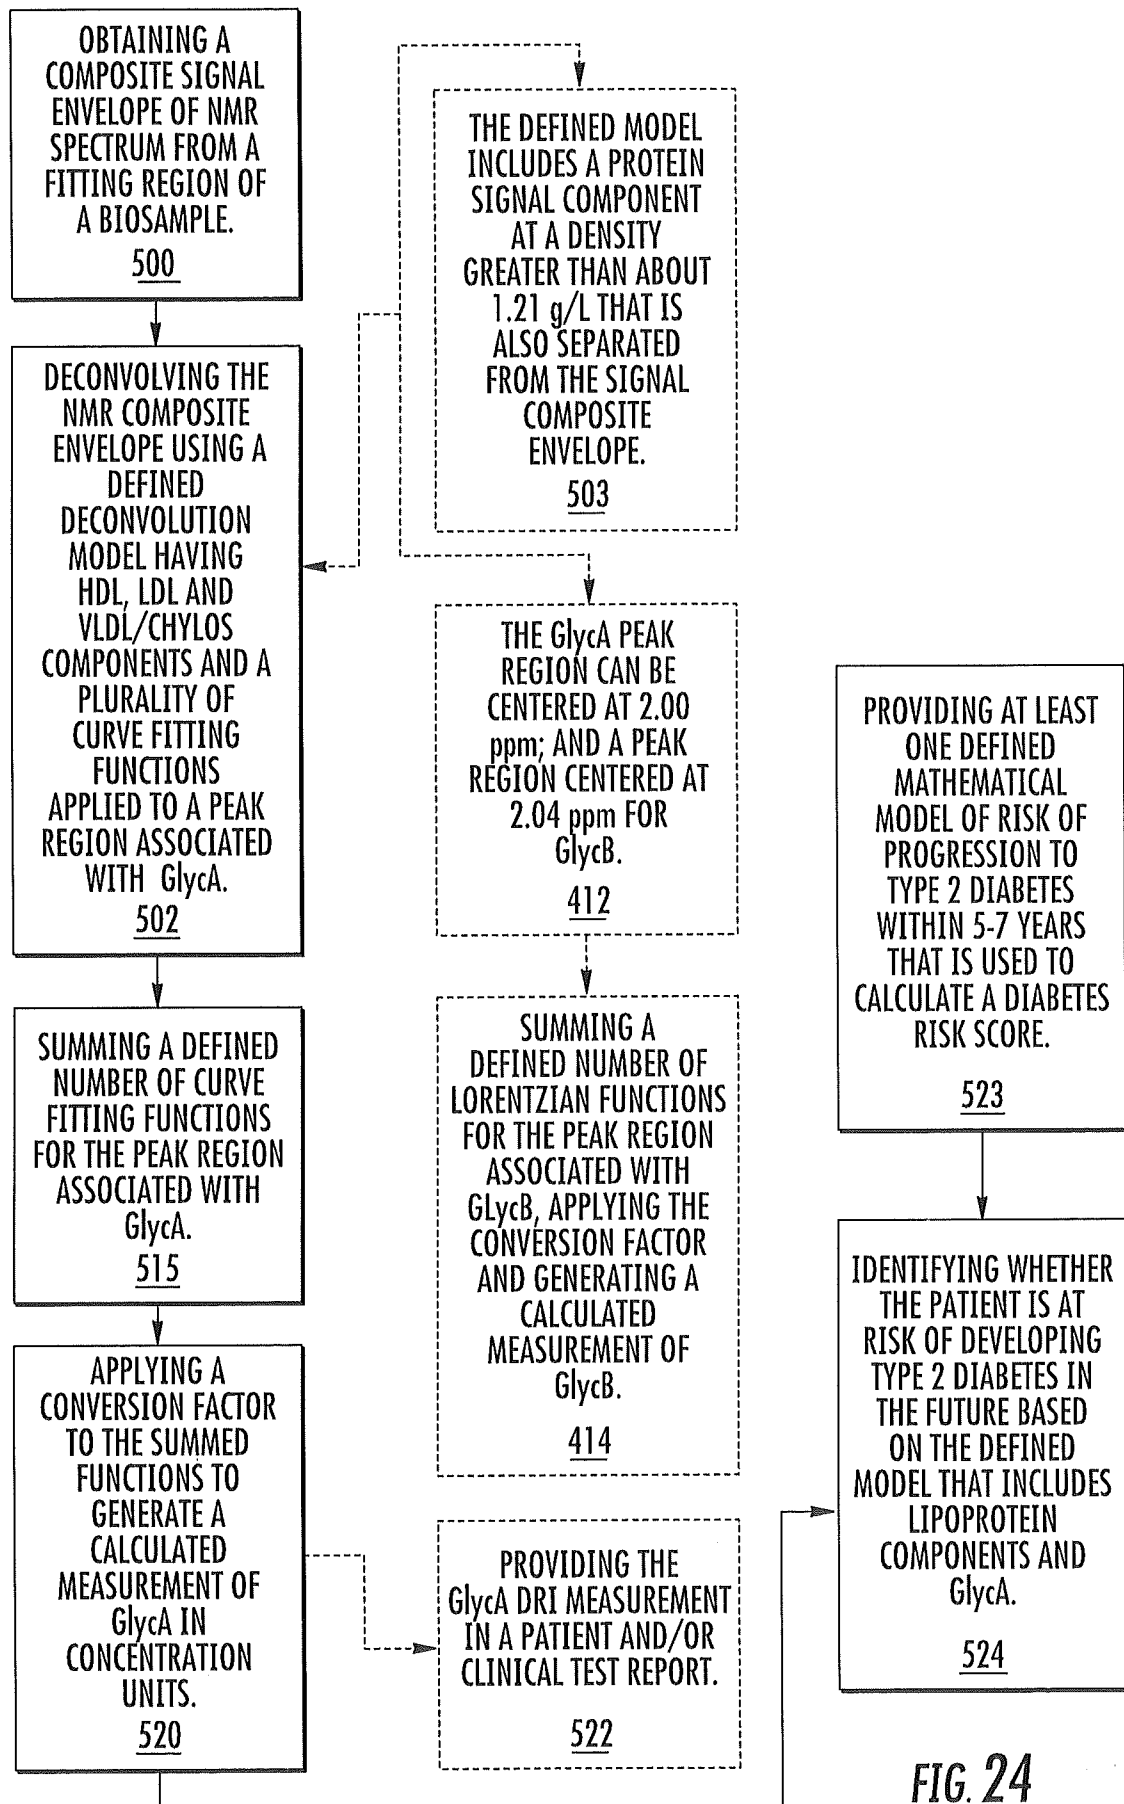 OBTAINING A
COMPOSITE SIGNAL
ENVELOPE OF NMR
SPECTRUM FROM A
FITTING REGION OF
A BIOSAMPLE.
500
DECONVOLVING THE
NMR COMPOSITE
ENVELOPE USING A
DEFINED
DECONVOLUTION
MODEL HAVING
HDL, LDL AND
VLDL/CHYLOS
COMPONENTS AND A
PLURALITY OF
CURVE FITTING
FUNCTIONS
APPLIED TO A PEAK
REGION ASSOCIATED
WITH GlycA.
502
SUMMING A DEFINED
NUMBER OF CURVE
FITTING FUNCTIONS
FOR THE PEAK REGION
ASSOCIATED WITH
GlycA.
515
APPLYING A
CONVERSION FACTOR
TO THE SUMMED
FUNCTIONS TO
GENERATE A
CALCULATED
MEASUREMENT OF
GlycA IN
CONCENTRATION
UNITS.
520
THE DEFINED MODEL
INCLUDES A PROTEIN
SIGNAL COMPONENT
AT A DENSITY
GREATER THAN ABOUT
1.21 g/L THAT IS
ALSO SEPARATED
FROM THE SIGNAL
COMPOSITE
ENVELOPE.
503
THE GlycA PEAK
REGION CAN BE
CENTERED AT 2.00
ppm; AND A PEAK
REGION CENTERED AT
2.04 ppm FOR
GlycB.
412
SUMMING A
DEFINED NUMBER OF
LORENTZIAN FUNCTIONS
FOR THE PEAK REGION
ASSOCIATED WITH
GLycB, APPLYING THE
CONVERSION FACTOR
AND GENERATING A
CALCULATED
MEASUREMENT OF
GlycB.
414
PROVIDING THE
GlycA DRI MEASUREMENT
IN A PATIENT AND/OR
CLINICAL TEST REPORT.
522
PROVIDING AT LEAST
ONE DEFINED
MATHEMATICAL
MODEL OF RISK OF
PROGRESSION TO
TYPE 2 DIABETES
WITHIN 5-7 YEARS
THAT IS USED TO
CALCULATE A DIABETES
RISK SCORE.
523
IDENTIFYING WHETHER
THE PATIENT IS AT
RISK OF DEVELOPING
TYPE 2 DIABETES IN
THE FUTURE BASED
ON THE DEFINED
MODEL THAT INCLUDES
LIPOPROTEIN
COMPONENTS AND
GlycA.
524
FIG. 24